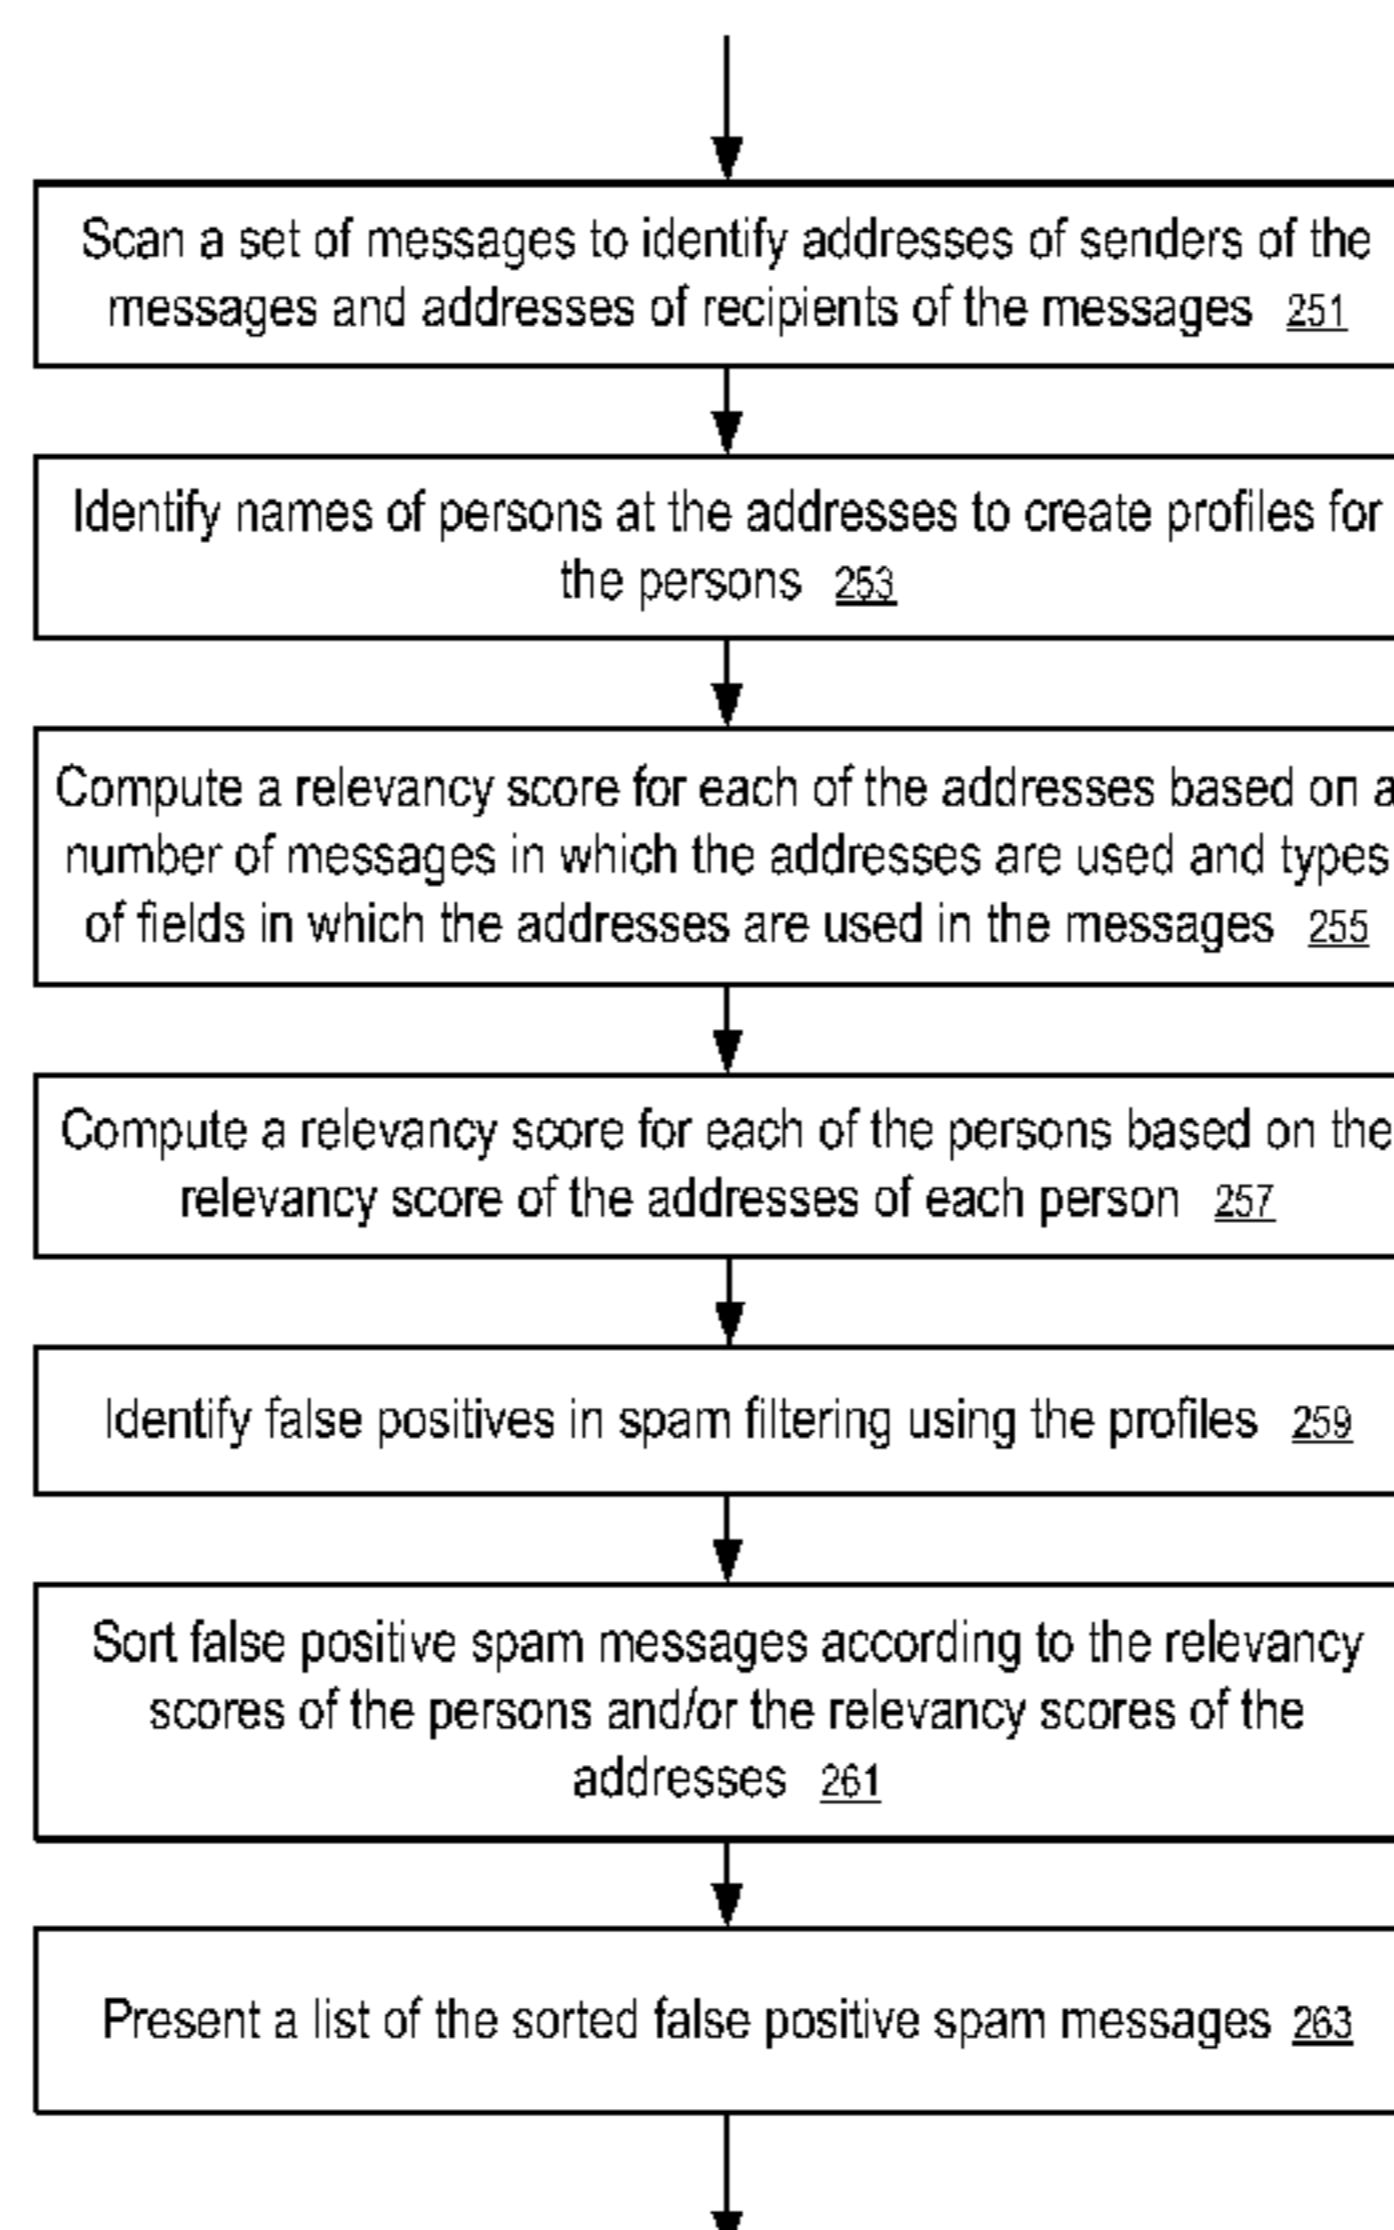 Scan a set of messages to identify addresses of senders of the
messages and addresses of recipients of the messages 251
Identify names of persons at the addresses to create profiles for
the persons 253
Compute a relevancy score for each of the addresses based on a
number of messages in which the addresses are used and types
of fields in which the addresses are used in the messages 255
Compute a relevancy score for each of the persons based on the
relevancy score of the addresses of each person 257
Identify false positives in spam filtering using the profiles 259
Sort false positive spam messages according to the relevancy
scores of the persons and/or the relevancy scores of the
addresses 261
Present a list of the sorted false positive spam messages 263